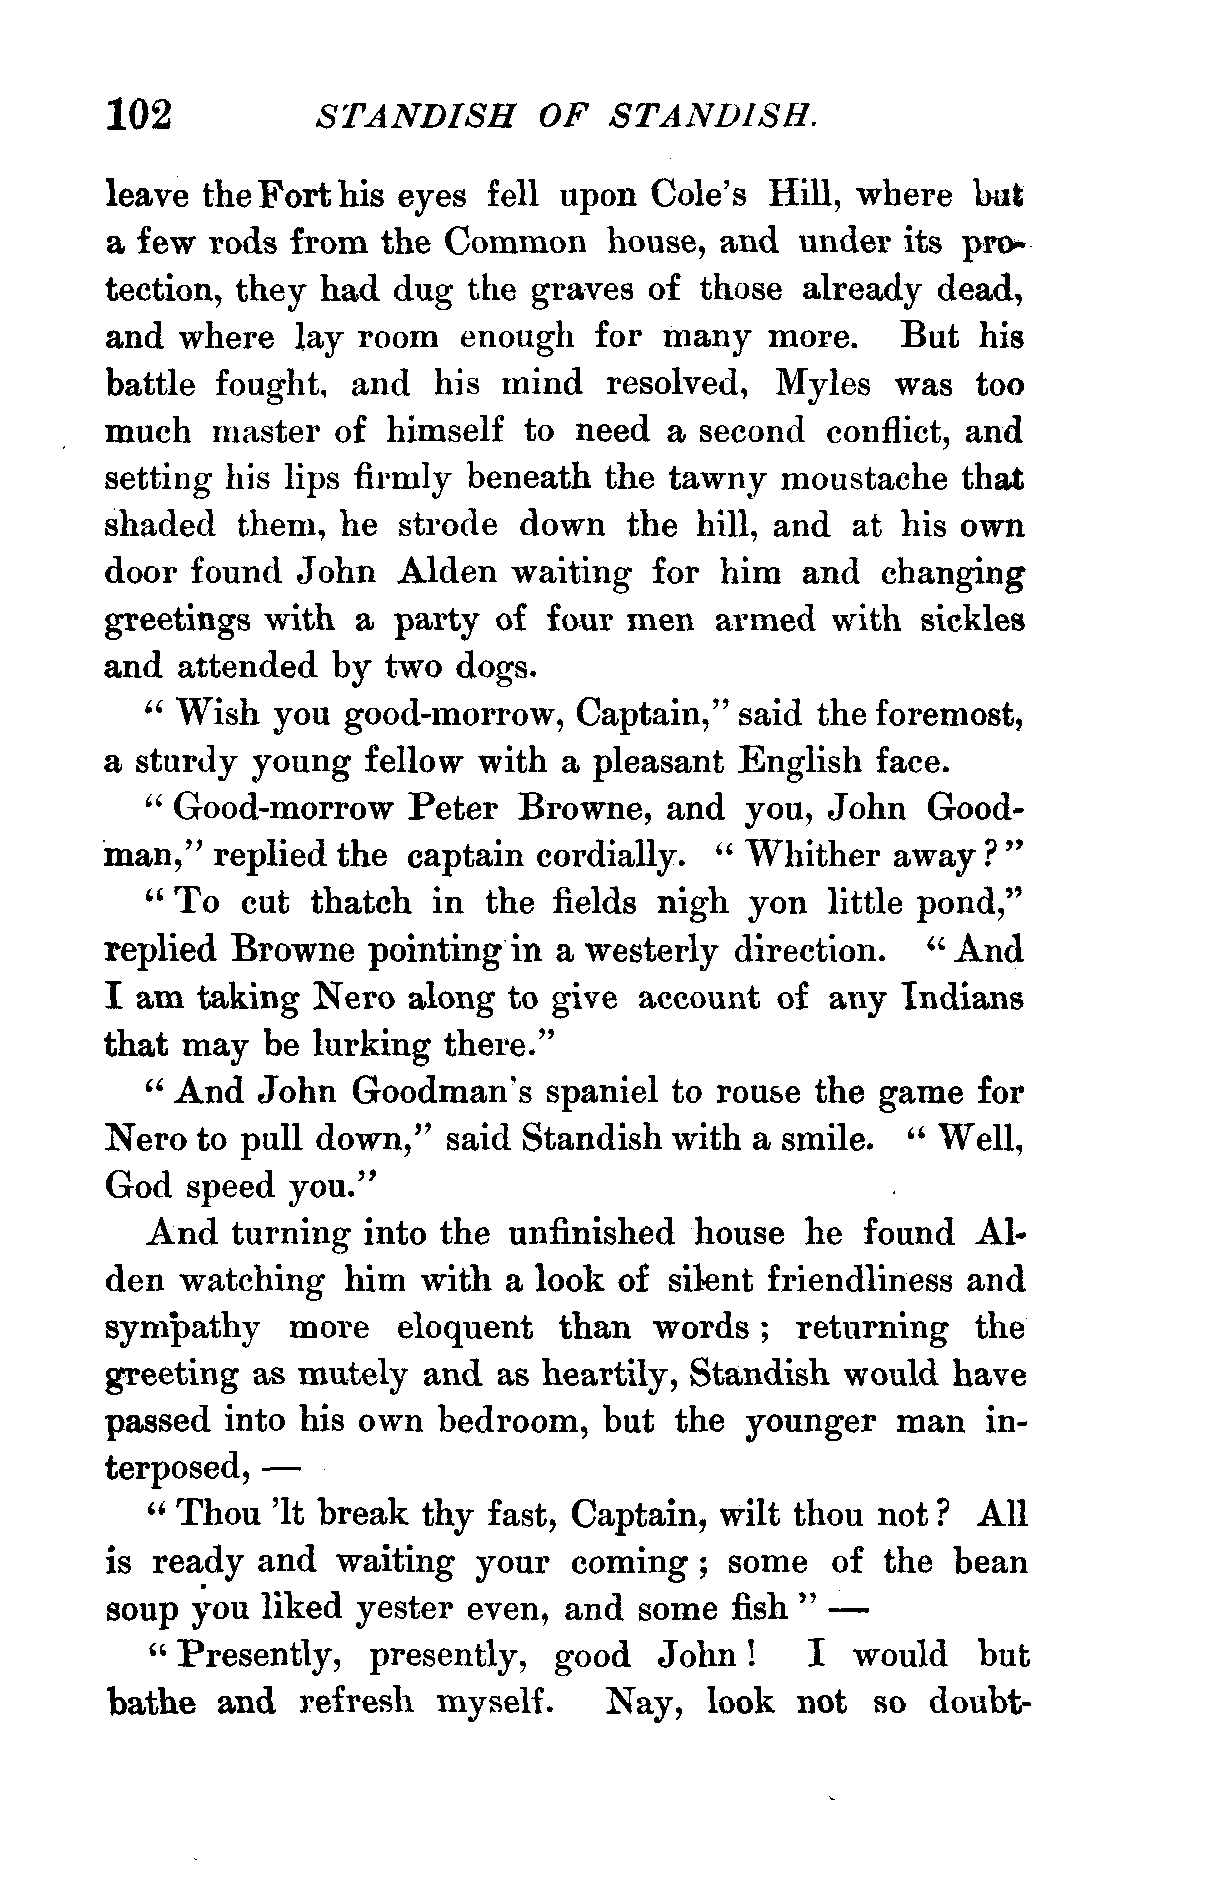 102 STANDISH OF STANDISH.
leave the Fort his eyes fell upon Cole's Hill, where but
a few rods from the Common house, and under its pro-
tection, they had dug the graves of those already dead,
and where lay room enough for many more. But his
battle fought, and his mind resolved, Myles was too
much master of himself to need a second conflict, and
setting his lips firmly beneath the tawny moustache that
shaded them, he strode down the hill, and at his own
door found John Alden waiting for him and changing
greetings with a party of four men armed with sickles
and attended by two dogs.
“ Wish you good-morrow, Captain,” said the foremost,
a sturdy young fellow with a pleasant English face.
“ Good-morrow Peter Browne, and you, John Good-
man,” replied the captain cordially. “ Whither away ? ”
“ To cut thatch in the fields nigh yon little pond,”
replied Browne pointing in a westerly direction. “ And
I am taking Nero along to give account of any Indians
that may be lurking there.”
“ And John Goodman's spaniel to rouse the game for
Nero to pull down,” said Standish with a smile. “ Well,
God speed you.”
And turning into the unfinished house he found Al-
den watching him with a look of silent friendliness and
sympathy more eloquent than words ; returning the
greeting as mutely and as heartily, Standish would have
passed into his own bedroom, but the younger man in-
terposed, —
“ Thou 'lt break thy fast, Captain, wilt thou not ? All
is ready and waiting your coming ; some of the bean
soup you liked yester even, and some fish ” —
“ Presently, presently, good John ! I would but
bathe and refresh myself. Nay, look not so doubt-